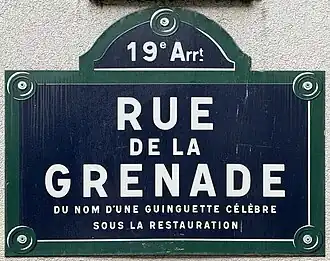 19e Arrt
RUE
DE LA
GRENADE
DU NOM D'UNE GUINGUETTE CÉLÈBRE
SOUS LA RESTAURATION